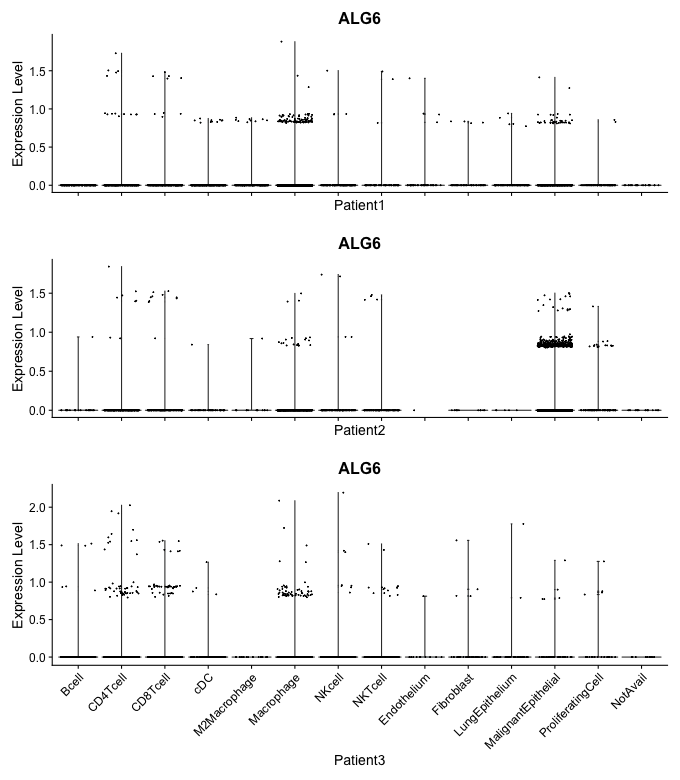 ALG6
Expression Level
1.5
1.0
0.5
0.0
Patient1
ALG6
Expression Level
1.5
1.0
0.5
0.0
Patient2
ALG6
Expression Level
2.0
1.5
1.0
0.5
0.0
Bcell
CD4Tcell
CD8Tcell
cDC
M2Macrophage
Macrophage
NKcell
NKTcell
Endothelium
Fibroblast
LungEpithelium
MalignantEpithelial
ProliferatingCell
NotAvail
Patient3